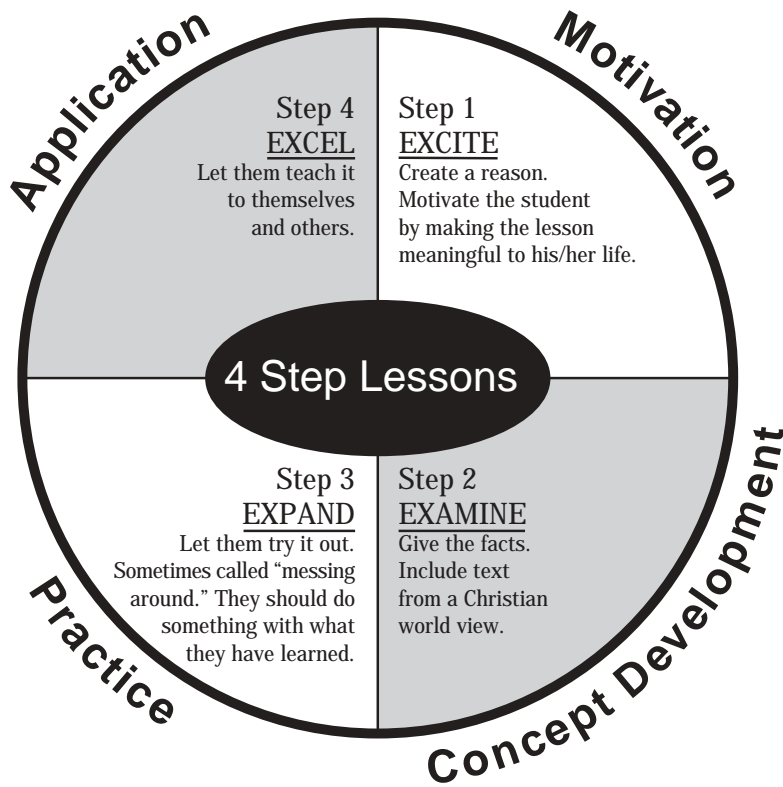 Motivation
Step 1
EXCITE
Create a reason.
Motivate the student
by making the lesson
meaningful to his/her life.
Concept Development
Step 2
EXAMINE
Give the facts.
Include text
from a Christian
world view.
Practice
Step 3
EXPAND
Let them try it out.
Sometimes called “messing
around.” They should do
something with what
they have learned.
Application
Step 4
EXCEL
Let them teach it
to themselves
and others.
4 Step Lessons